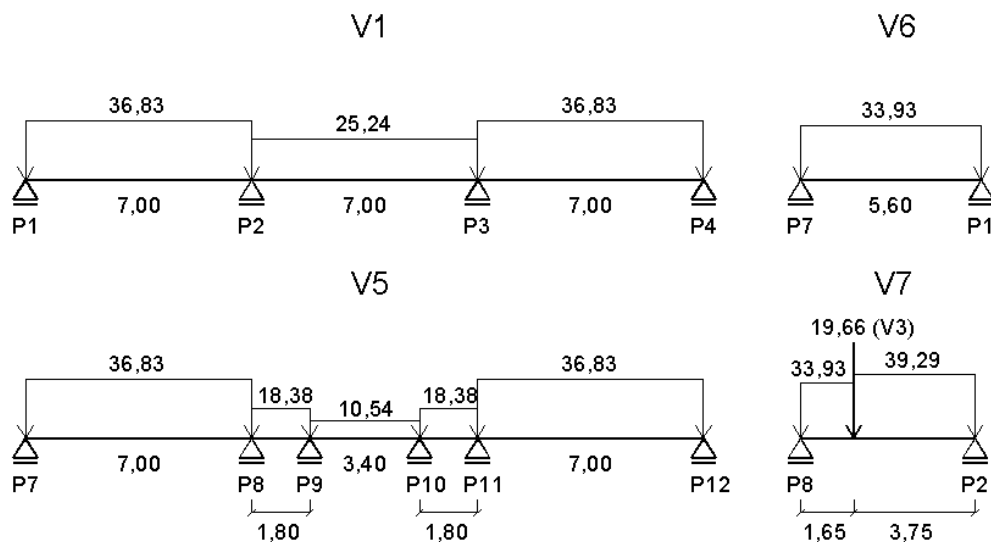 V1
V6
36,83
25,24
36,83
33,93
7,00
7,00
7,00
5,60
P1
P2
P3
P4
P7
P1
V5
V7
19,66 (V3)
36,83
18,38
10,54
18,38
36,83
33,93
39,29
7,00
3,40
7,00
P7
P8
P9
P10
P11
P12
P8
P2
1,80
1,80
1,65
3,75